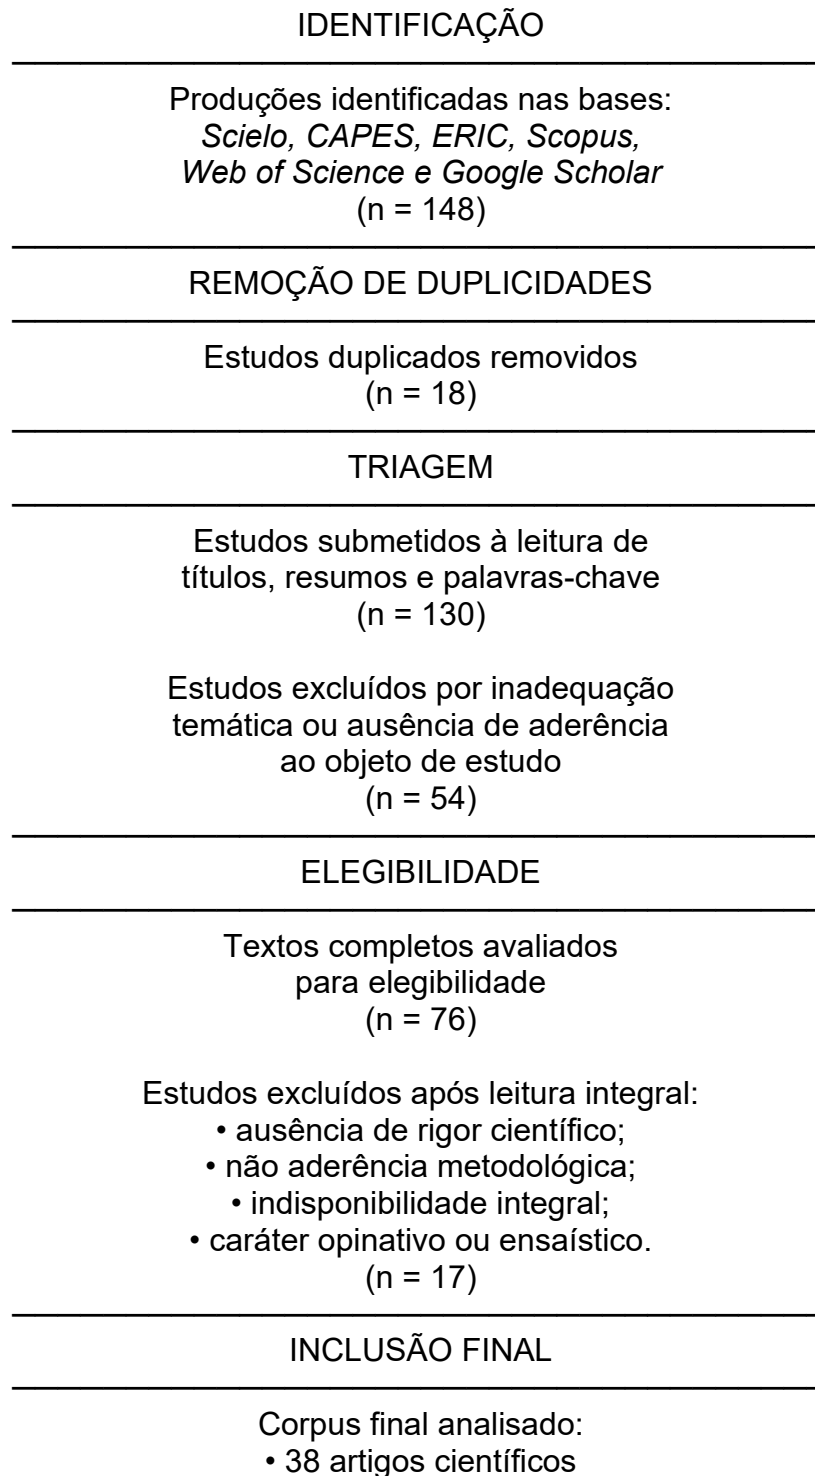 IDENTIFICAÇÃO
Produções identificadas nas bases:
Scielo, CAPES, ERIC, Scopus,
Web of Science e Google Scholar
(n = 148)
REMOÇÃO DE DUPLICIDADES
Estudos duplicados removidos
(n = 18)
TRIAGEM
Estudos submetidos à leitura de
títulos, resumos e palavras-chave
(n = 130)
Estudos excluídos por inadequação
temática ou ausência de aderência
ao objeto de estudo
(n = 54)
ELEGIBILIDADE
Textos completos avaliados
para elegibilidade
(n = 76)
Estudos excluídos após leitura integral:
• ausência de rigor científico;
• não aderência metodológica;
• indisponibilidade integral;
• caráter opinativo ou ensaístico.
(n = 17)
INCLUSÃO FINAL
Corpus final analisado:
• 38 artigos científicos